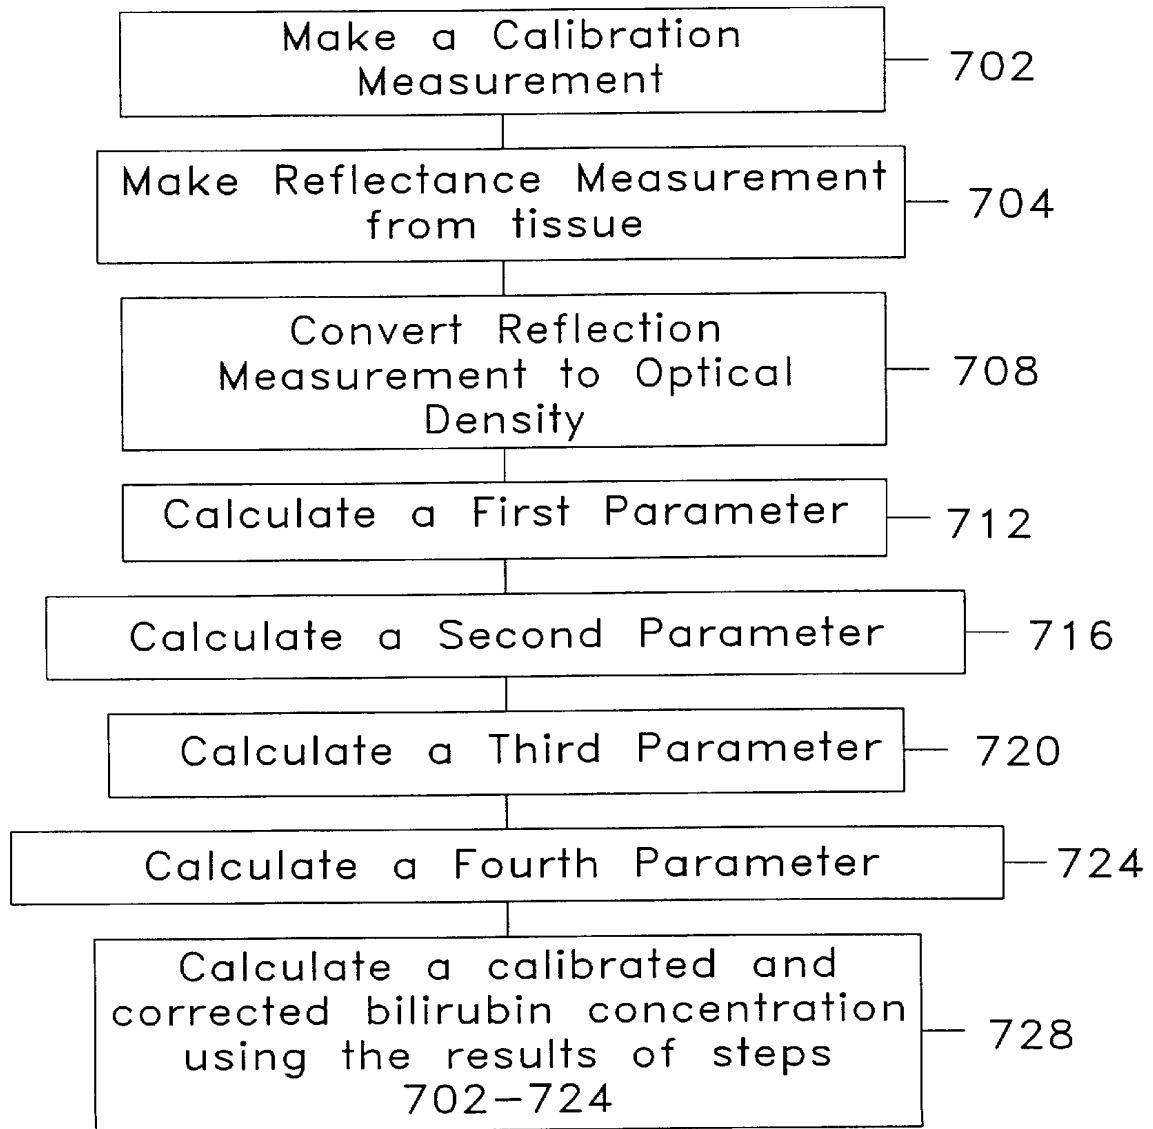 Make a Calibration
Measurement
702
Make Reflectance Measurement
from tissue
704
Convert Reflection
Measurement to Optical
Density
708
Calculate a First Parameter
712
Calculate a Second Parameter
716
Calculate a Third Parameter
720
Calculate a Fourth Parameter
724
Calculate a calibrated and
corrected bilirubin concentration
using the results of steps
702-724
728